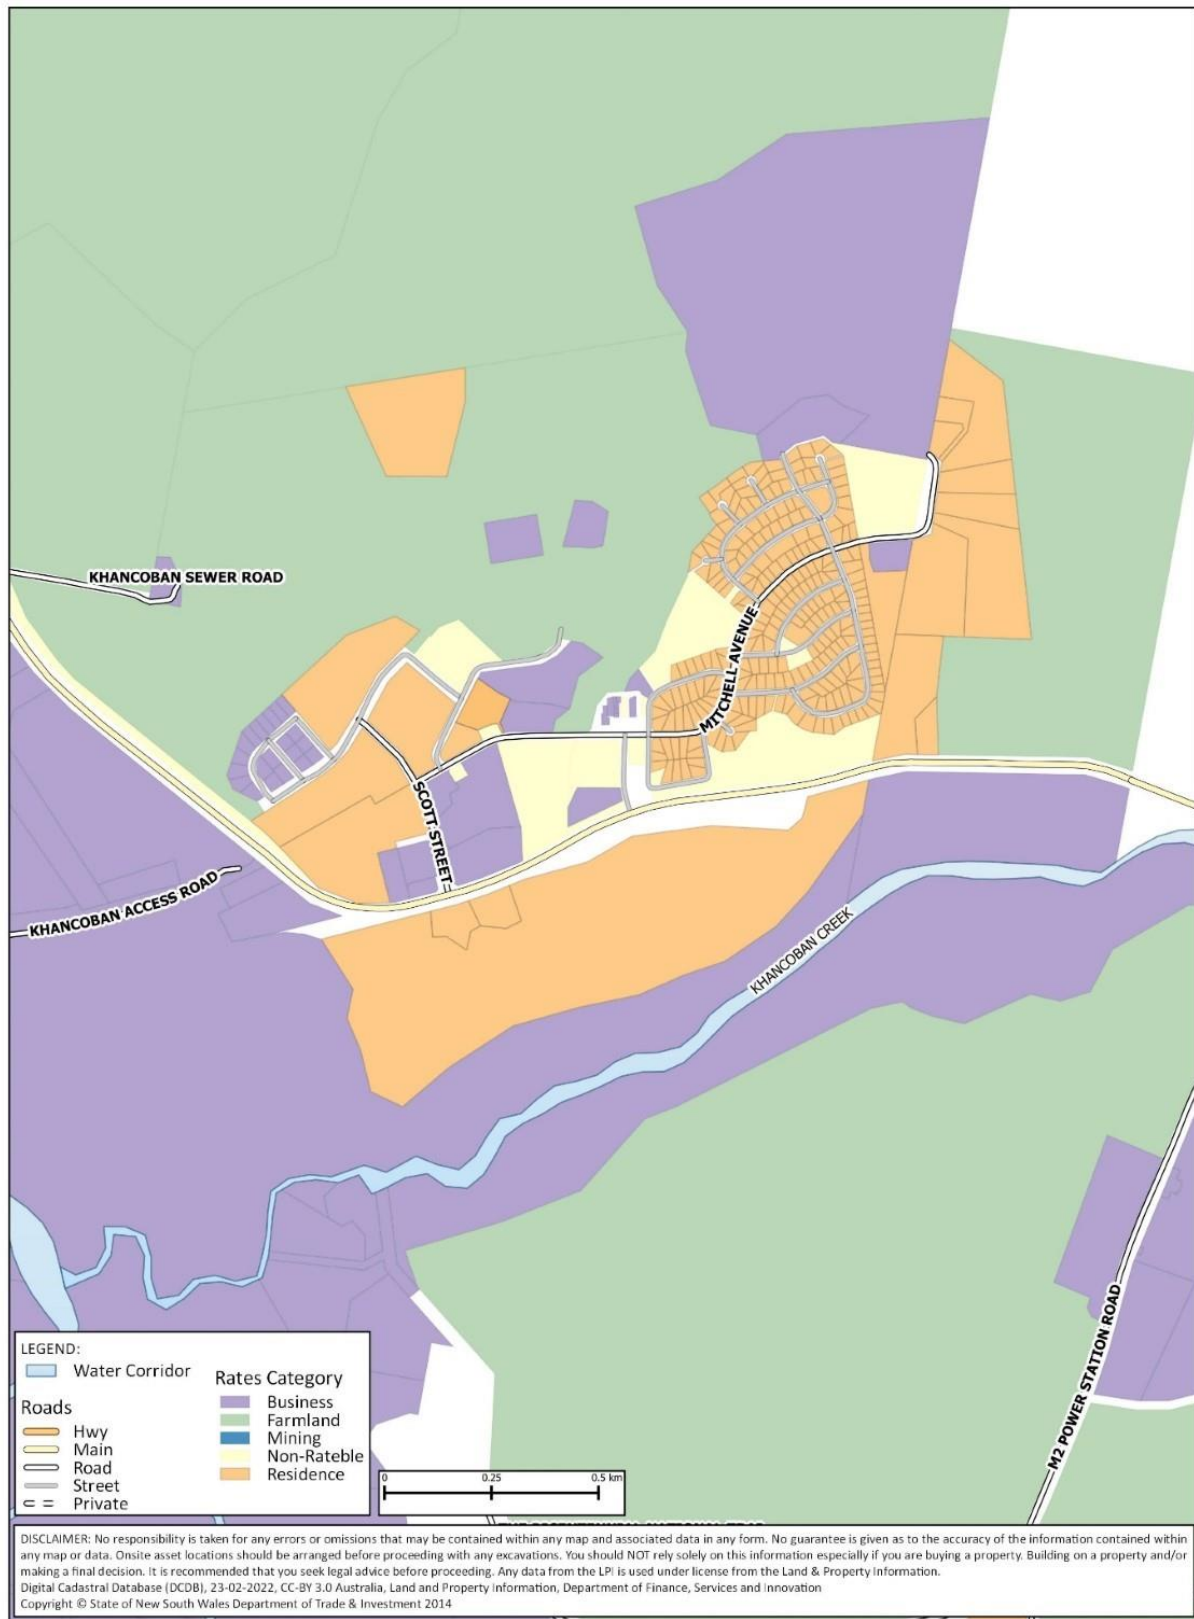 KHANCOBAN SEWER ROAD
MITCHELL AVENUE
SCOTT STREET
KHANCOBAN ACCESS ROAD
KHANCOBAN CREEK
M2 POWER STATION ROAD
LEGEND:
Water Corridor
Roads
Hwy
Main
Road
Street
Private
Rates Category
Business
Farmland
Mining
Non-Rateble
Residence
0 0.25 0.5 km
DISCLAIMER: No responsibility is taken for any errors or omissions that may be contained within any map and associated data in any form. No guarantee is given as to the accuracy of the information contained within
any map or data. Onsite asset locations should be arranged before proceeding with any excavations. You should NOT rely solely on this information especially if you are buying a property. Building on a property and/or
making a final decision. It is recommended that you seek legal advice before proceeding. Any data from the LPI is used under license from the Land & Property Information.
Digital Cadastral Database (DCDB), 23-02-2022, CC-BY 3.0 Australia, Land and Property Information, Department of Finance, Services and Innovation
Copyright © State of New South Wales Department of Trade & Investment 2014